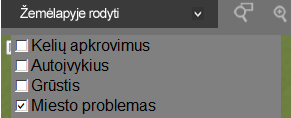 Žemėlapyje rodyti
Kelių apkrovimus
Autoįvykius
Grūstis
Miesto problemas